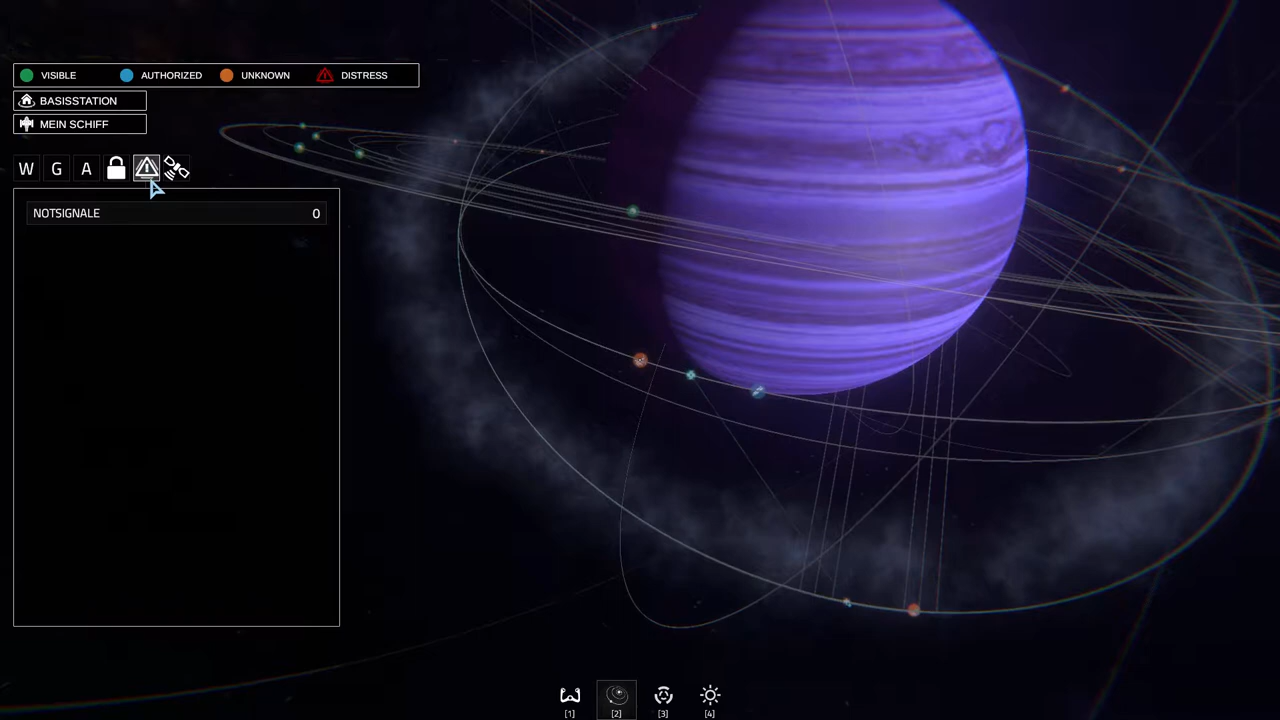 VISIBLE AUTHORIZED UNKNOWN DISTRESS
BASISSTATION
MEIN SCHIFF
W G A
NOTSIGNALE 0
[1] [2] [3] [4]